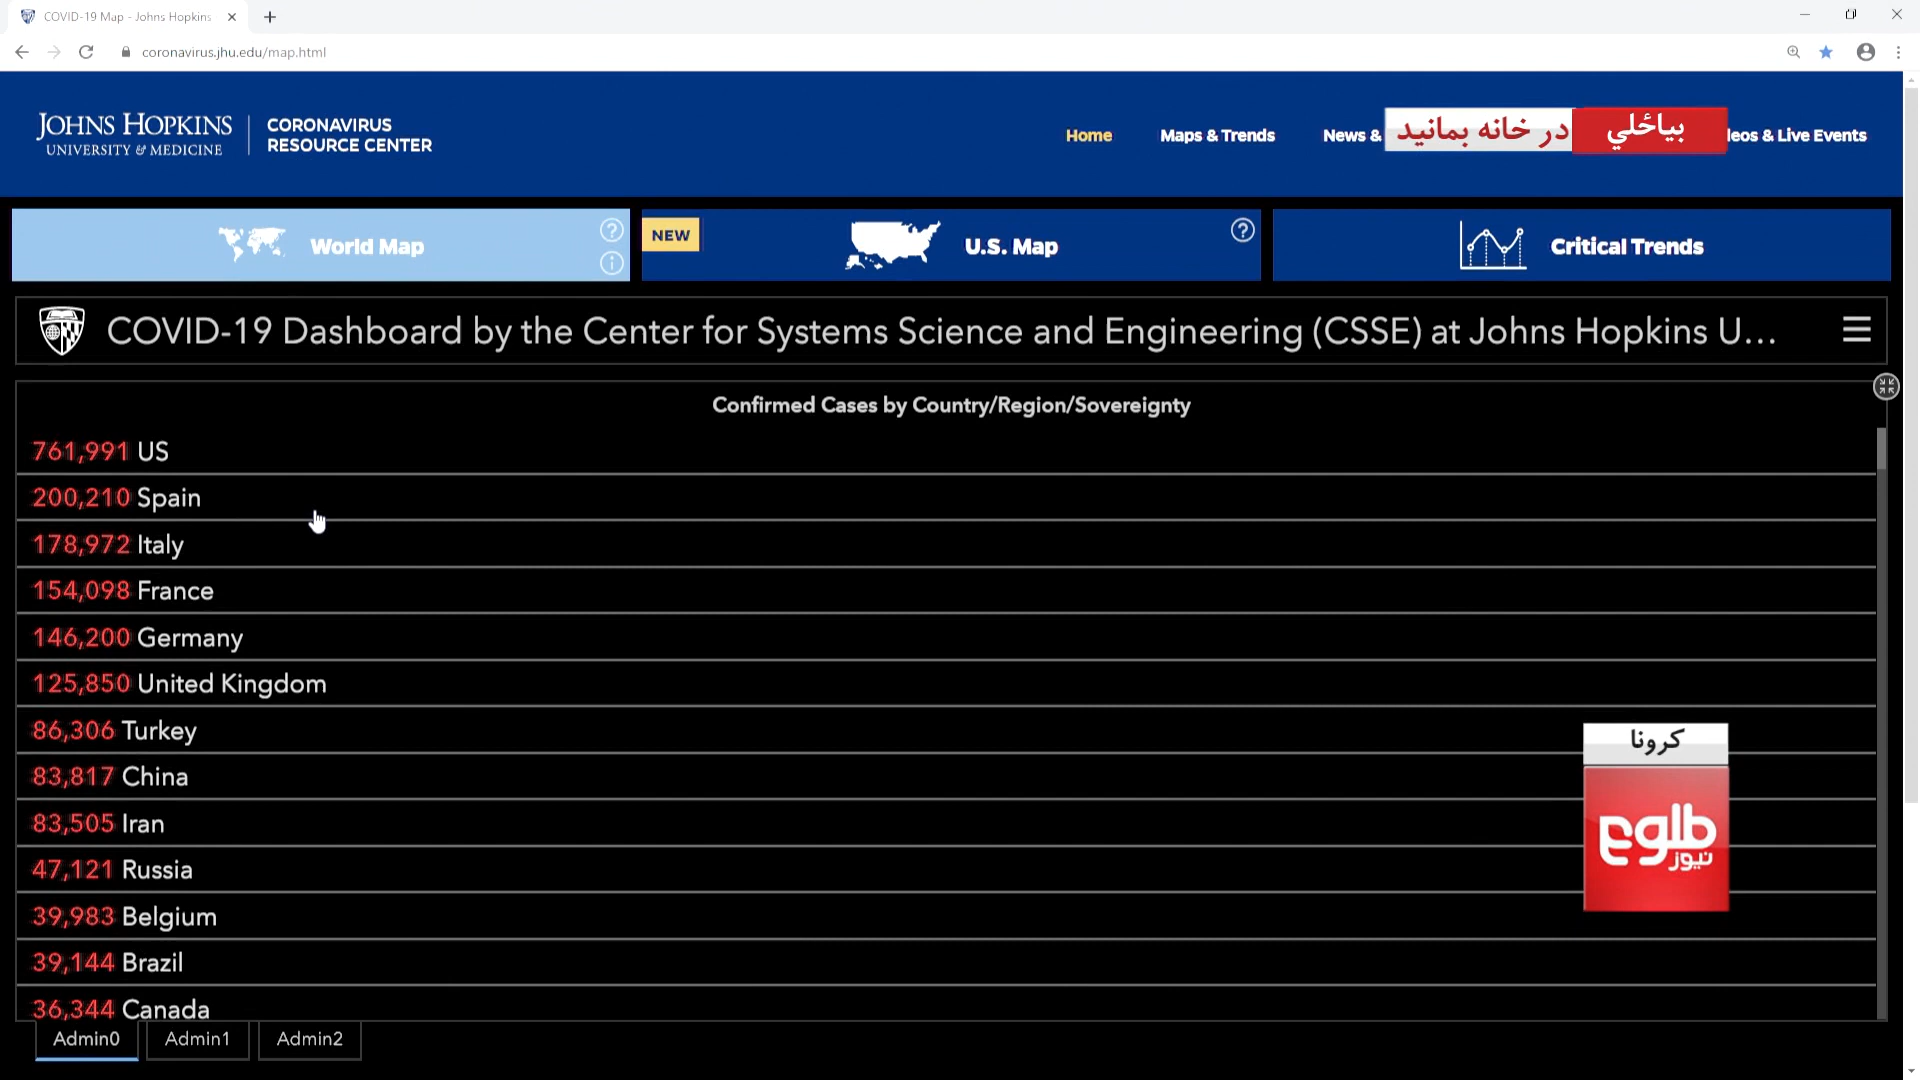 COVID-19 Map - Johns Hopkins
coronavirus.jhu.edu/map.html
JOHNS HOPKINS
UNIVERSITY & MEDICINE
CORONAVIRUS
RESOURCE CENTER
Home
Maps & Trends
News &
در خانه بمانید
بياځلي
eos & Live Events
World Map
NEW
U.S. Map
Critical Trends
COVID-19 Dashboard by the Center for Systems Science and Engineering (CSSE) at Johns Hopkins U...
Confirmed Cases by Country/Region/Sovereignty
761,991 US
200,210 Spain
178,972 Italy
154,098 France
146,200 Germany
125,850 United Kingdom
86,306 Turkey
83,817 China
83,505 Iran
47,121 Russia
39,983 Belgium
39,144 Brazil
36,344 Canada
کرونا
طلوع
نیوز
Admin0
Admin1
Admin2